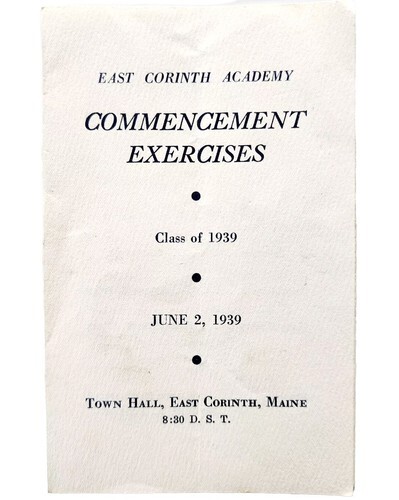 EAST CORINTH ACADEMY
COMMENCEMENT
EXERCISES
Class of 1939
JUNE 2, 1939
TOWN HALL, EAST CORINTH, MAINE
8:30 D. S. T.